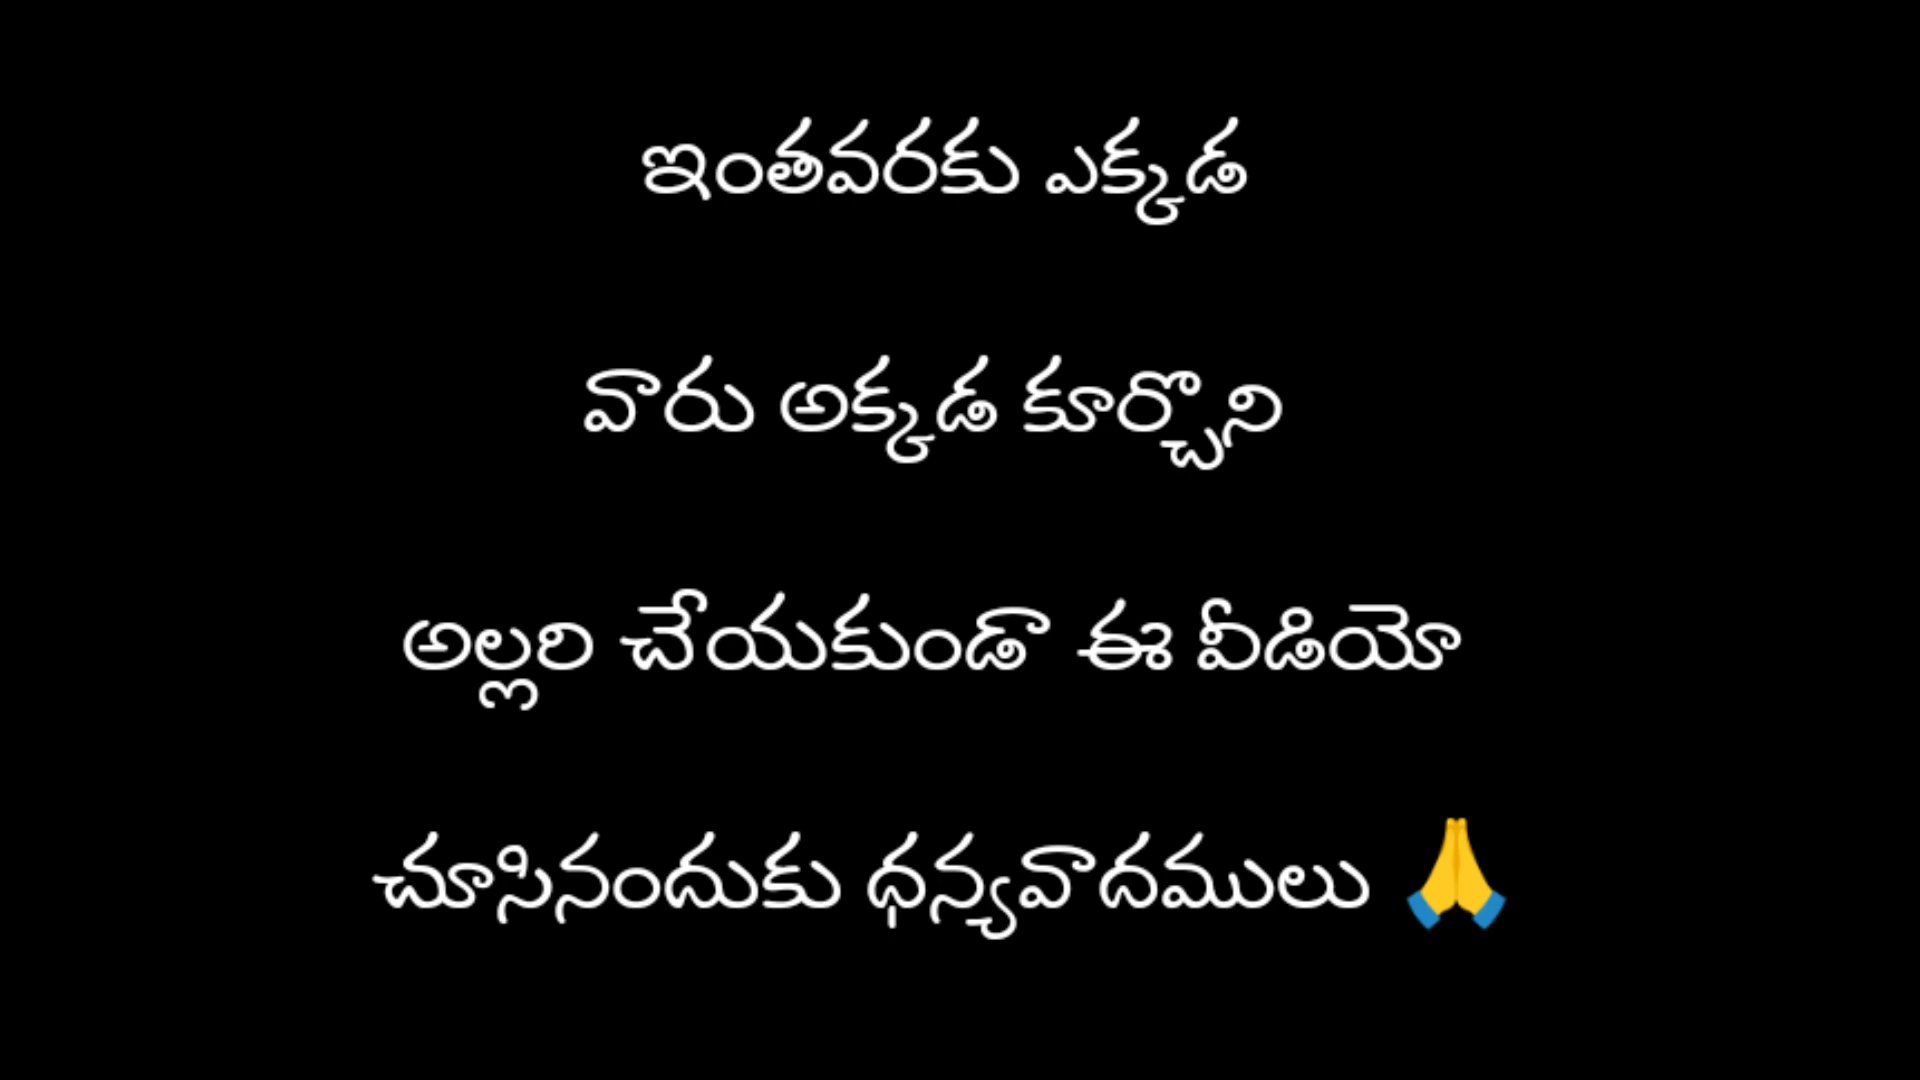 ఇంతవరకు ఎక్కడ
వారు అక్కడ కూర్చొని
అల్లరి చేయకుండా ఈ వీడియో
చూసినందుకు ధన్యవాదములు 🙏